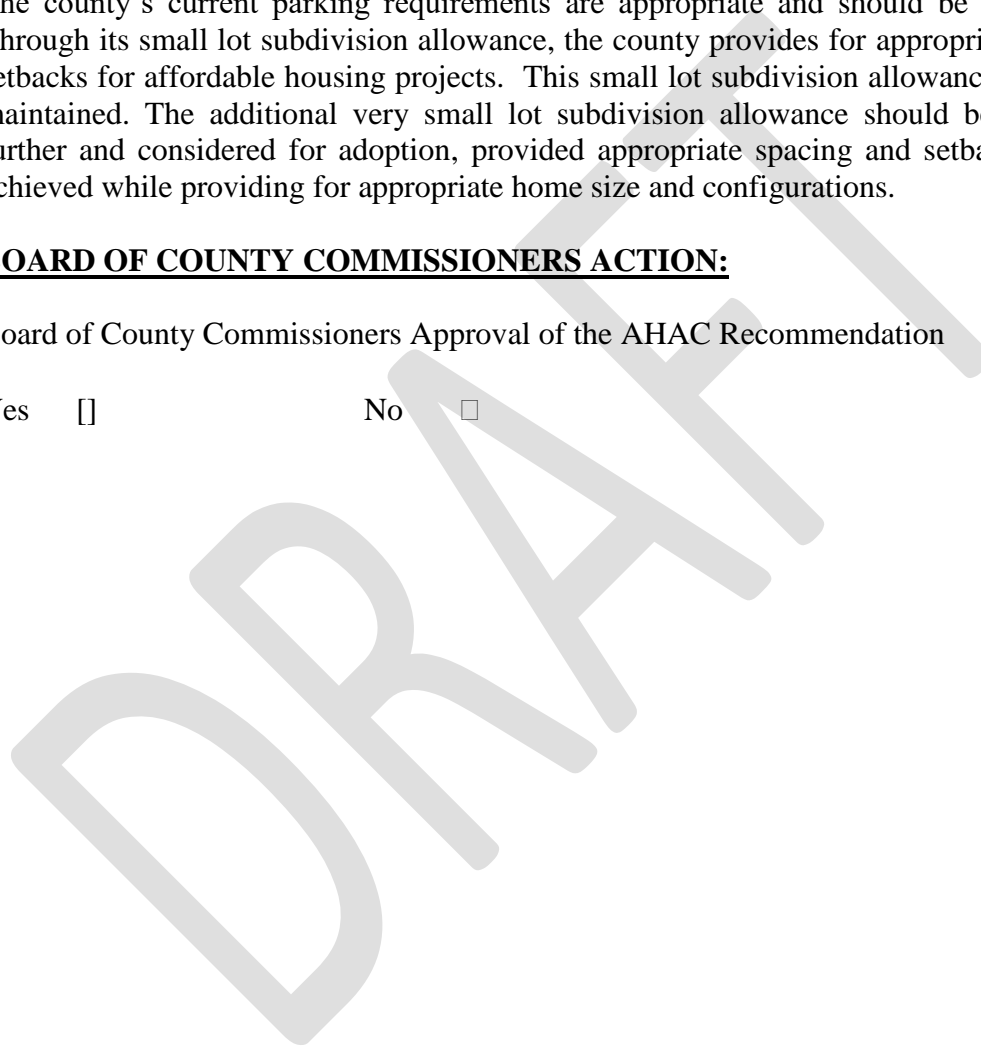 he county's current parking requirements are appropriate and should be
hrough its small lot subdivision allowance, the county provides for appropri
etbacks for affordable housing projects. This small lot subdivision allowanc
naintained. The additional very small lot subdivision allowance should be
urther and considered for adoption, provided appropriate spacing and setba
chieved while providing for appropriate home size and configurations.
OARD OF COUNTY COMMISSIONERS ACTION:
oard of County Commissioners Approval of the AHAC Recommendation
es [] No □
DRAFT